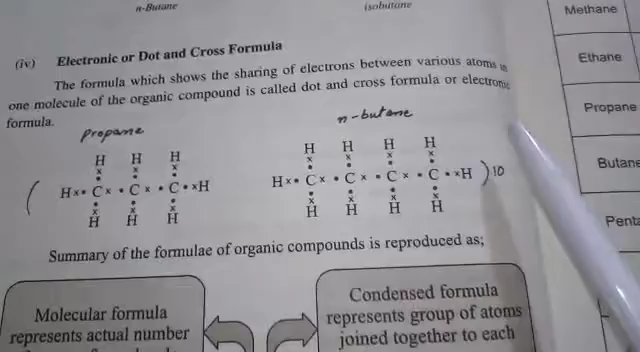 n-Butane
isobutane
(iv) Electronic or Dot and Cross Formula
The formula which shows the sharing of electrons between various atoms in
one molecule of the organic compound is called dot and cross formula or electronic
formula.
propane
n-butane
H H H
H×•C×•C×•C•×H
H H H
H H H H
H×•C×•C×•C×•C•×H
H H H H
10
Summary of the formulae of organic compounds is reproduced as;
Molecular formula
represents actual number
Condensed formula
represents group of atoms
joined together to each
Methane
Ethane
Propane
Butane
Penta